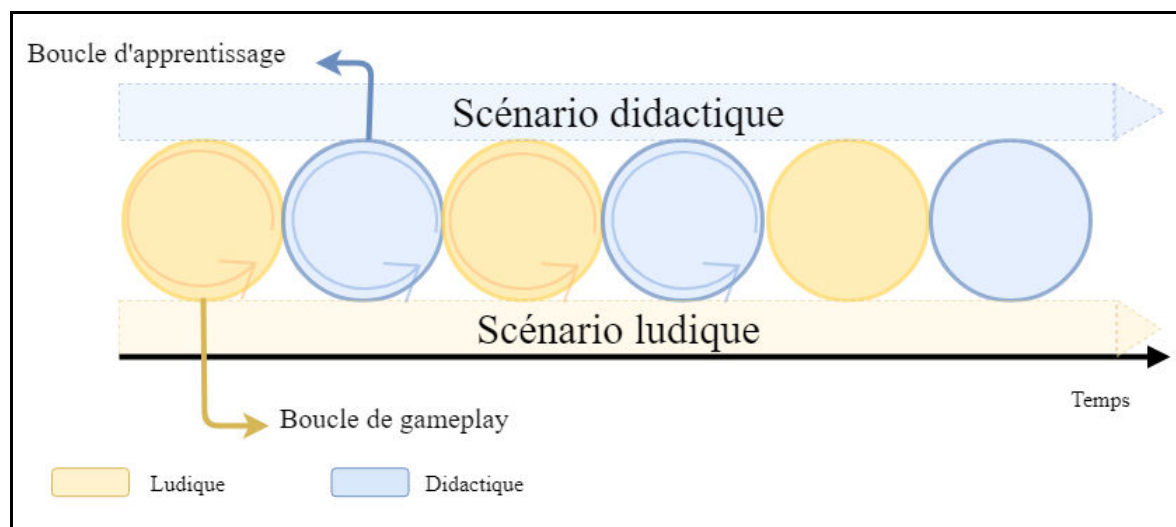 Boucle d'apprentissage
Scénario didactique
Scénario ludique
Temps
Boucle de gameplay
Ludique
Didactique